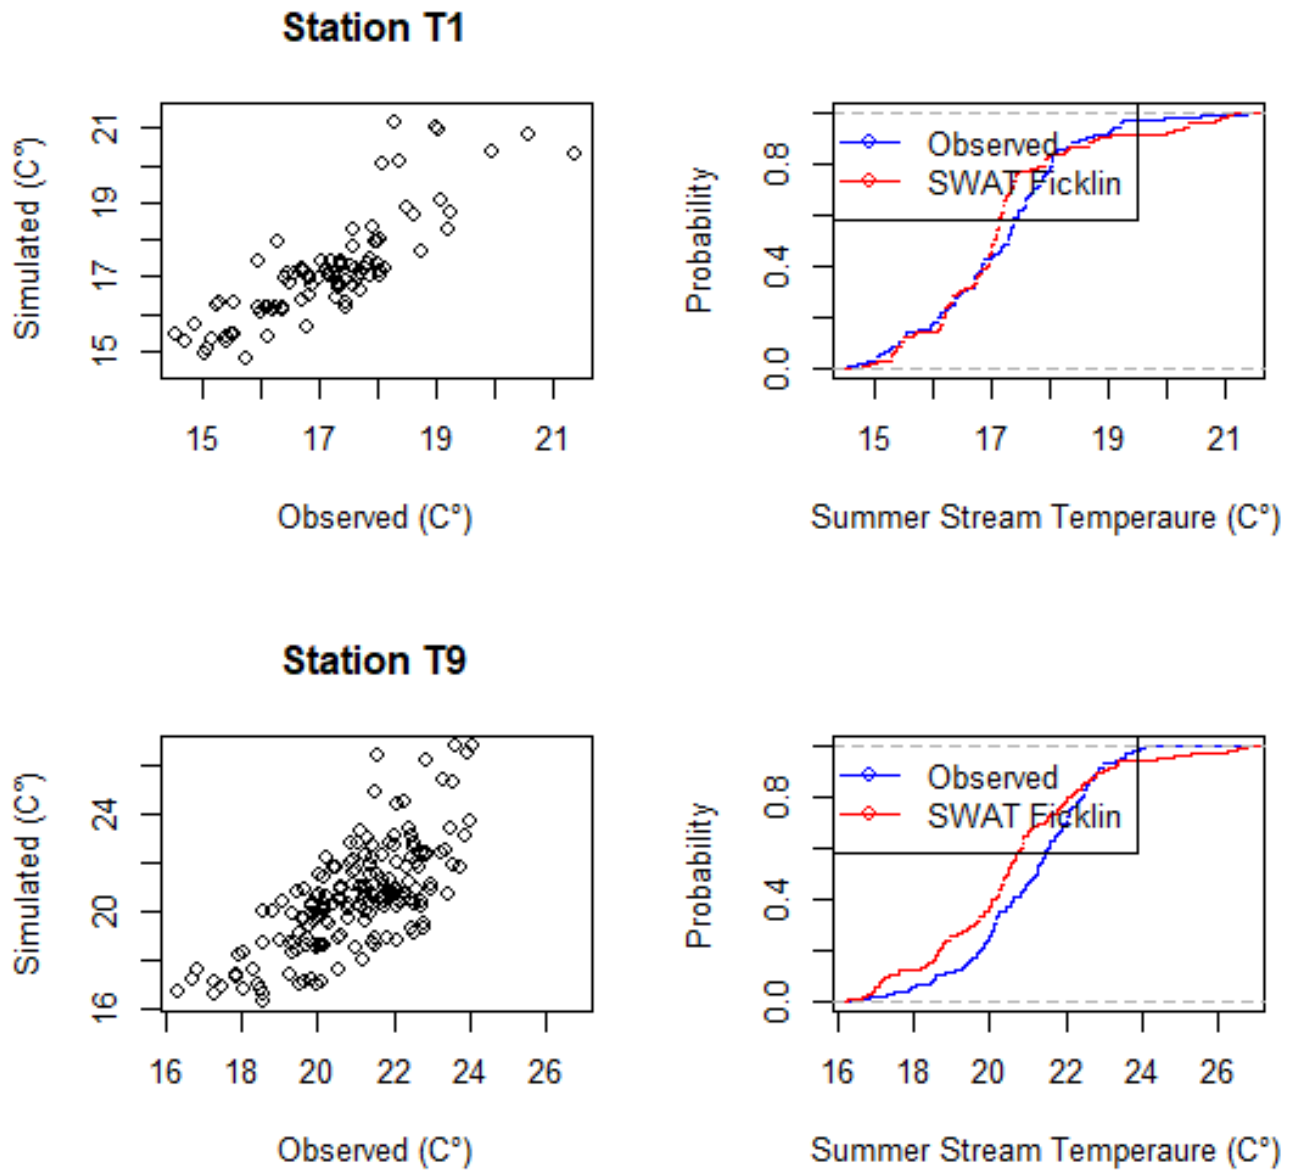 Station T1
Simulated (C°)
15 17 19 21
15 17 19 21
Observed (C°)
Probability
0.0 0.4 0.8
Observed
SWAT Ficklin
15 17 19 21
Summer Stream Temperaure (C°)
Station T9
Simulated (C°)
16 20 24
16 18 20 22 24 26
Observed (C°)
Probability
0.0 0.4 0.8
Observed
SWAT Ficklin
16 18 20 22 24 26
Summer Stream Temperaure (C°)